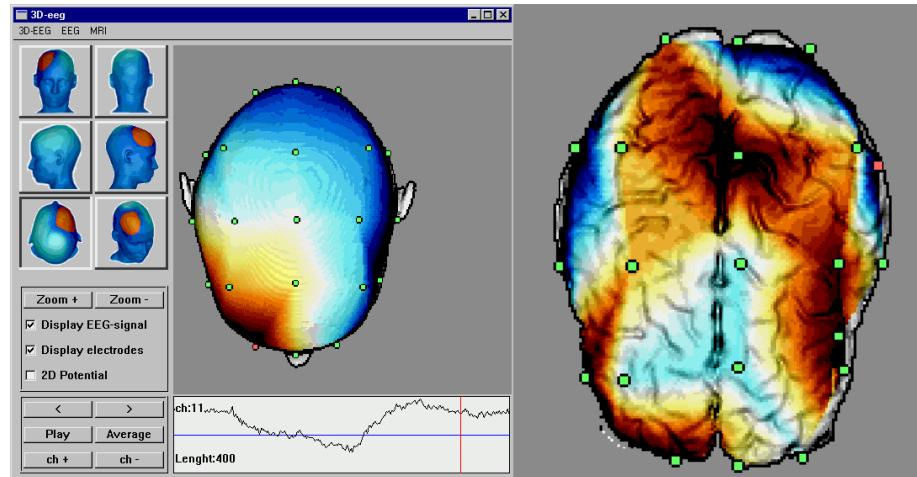 3D-eeg
3D-EEG EEG MRI
Zoom + Zoom -
Display EEG-signal
Display electrodes
2D Potential
< >
Play Average
ch + ch -
ch:11
Lenght:400